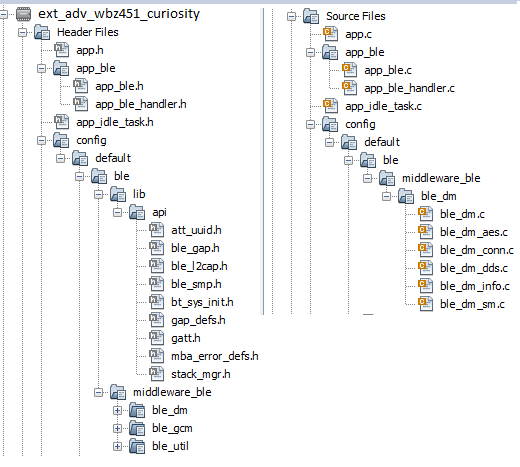 ext_adv_wbz451_curiosity
Header Files
app.h
app_ble
app_ble.h
app_ble_handler.h
app_idle_task.h
config
default
ble
lib
api
att_uuid.h
ble_gap.h
ble_l2cap.h
ble_smp.h
bt_sys_init.h
gap_defs.h
gatt.h
mba_error_defs.h
stack_mgr.h
middleware_ble
ble_dm
ble_gcm
ble_util
Source Files
app.c
app_ble
app_ble.c
app_ble_handler.c
app_idle_task.c
config
default
ble
middleware_ble
ble_dm
ble_dm.c
ble_dm_aes.c
ble_dm_conn.c
ble_dm_dds.c
ble_dm_info.c
ble_dm_sm.c